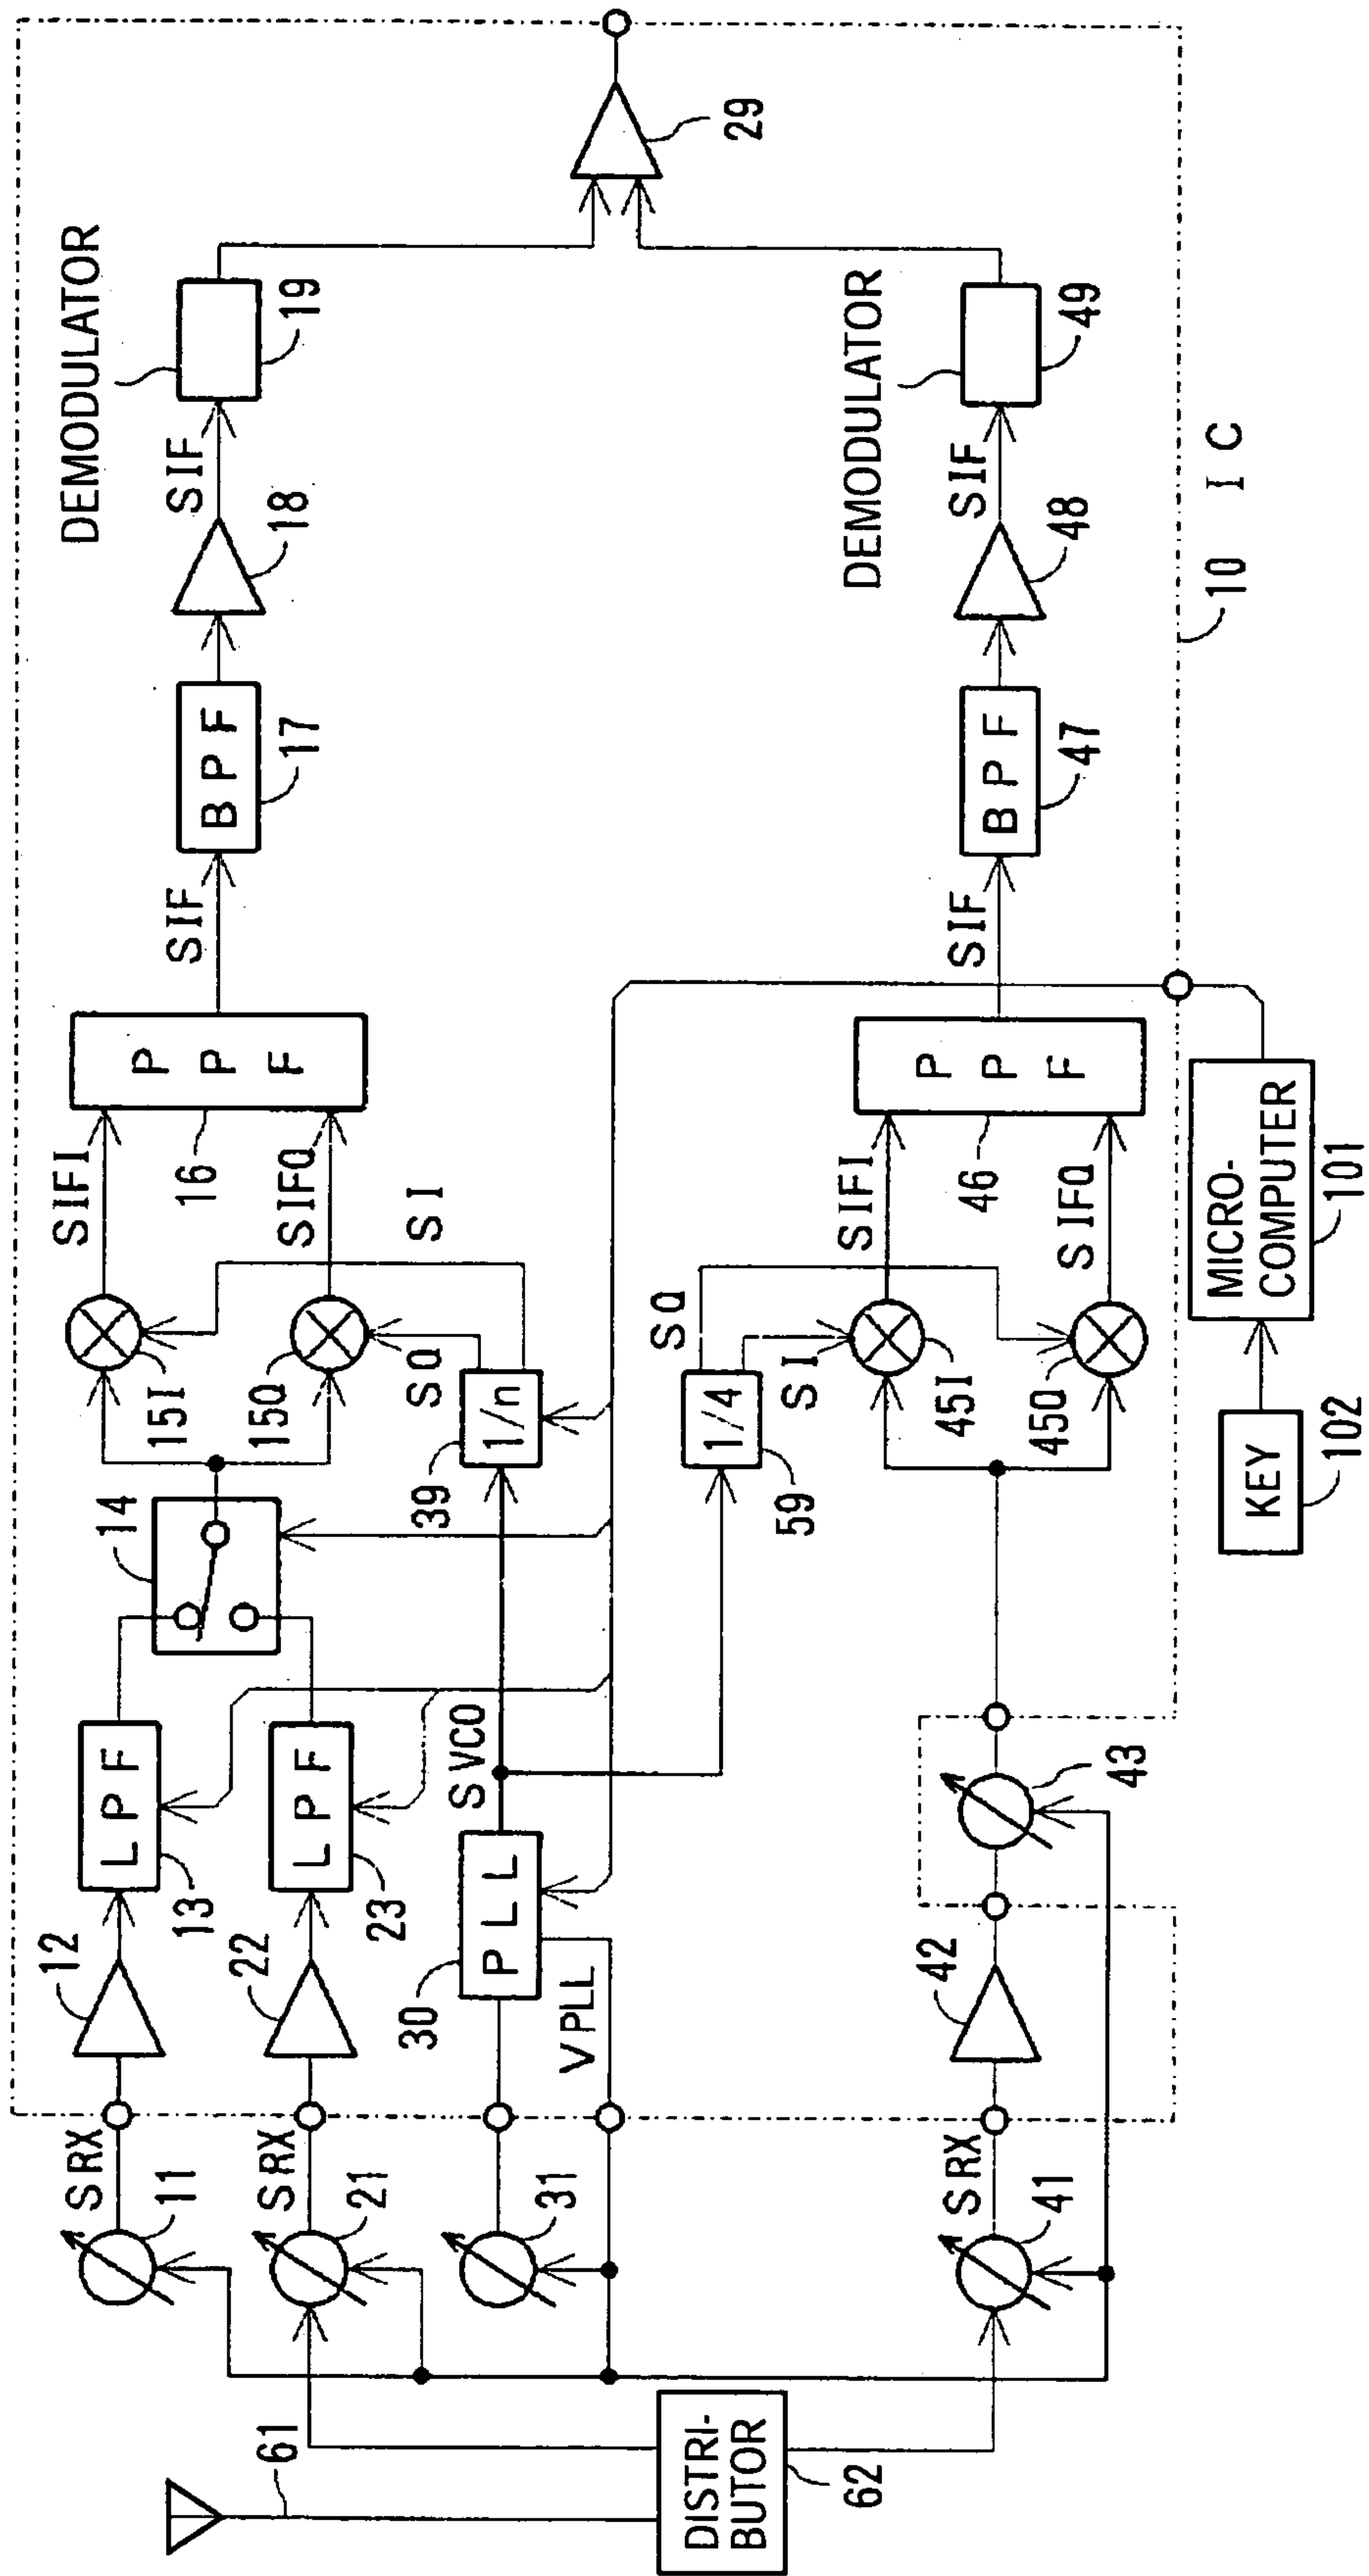 DEMODULATOR
19
SIF
18
BPF
17
SIF
PPF
16
SIFI
SIFQ
SI
15I
15Q
SQ
1/n
39
14
LPF
13
LPF
23
12
22
SVCO
PLL
30
VPLL
SRX
11
SRX
21
31
29
DEMODULATOR
49
SIF
48
BPF
47
SIF
PPF
46
SIFI
SIFQ
SQ
SI
1/4
59
45I
45Q
43
42
SRX
41
61
DISTRI-
BUTOR
62
MICRO-
COMPUTER
101
KEY
102
10 IC